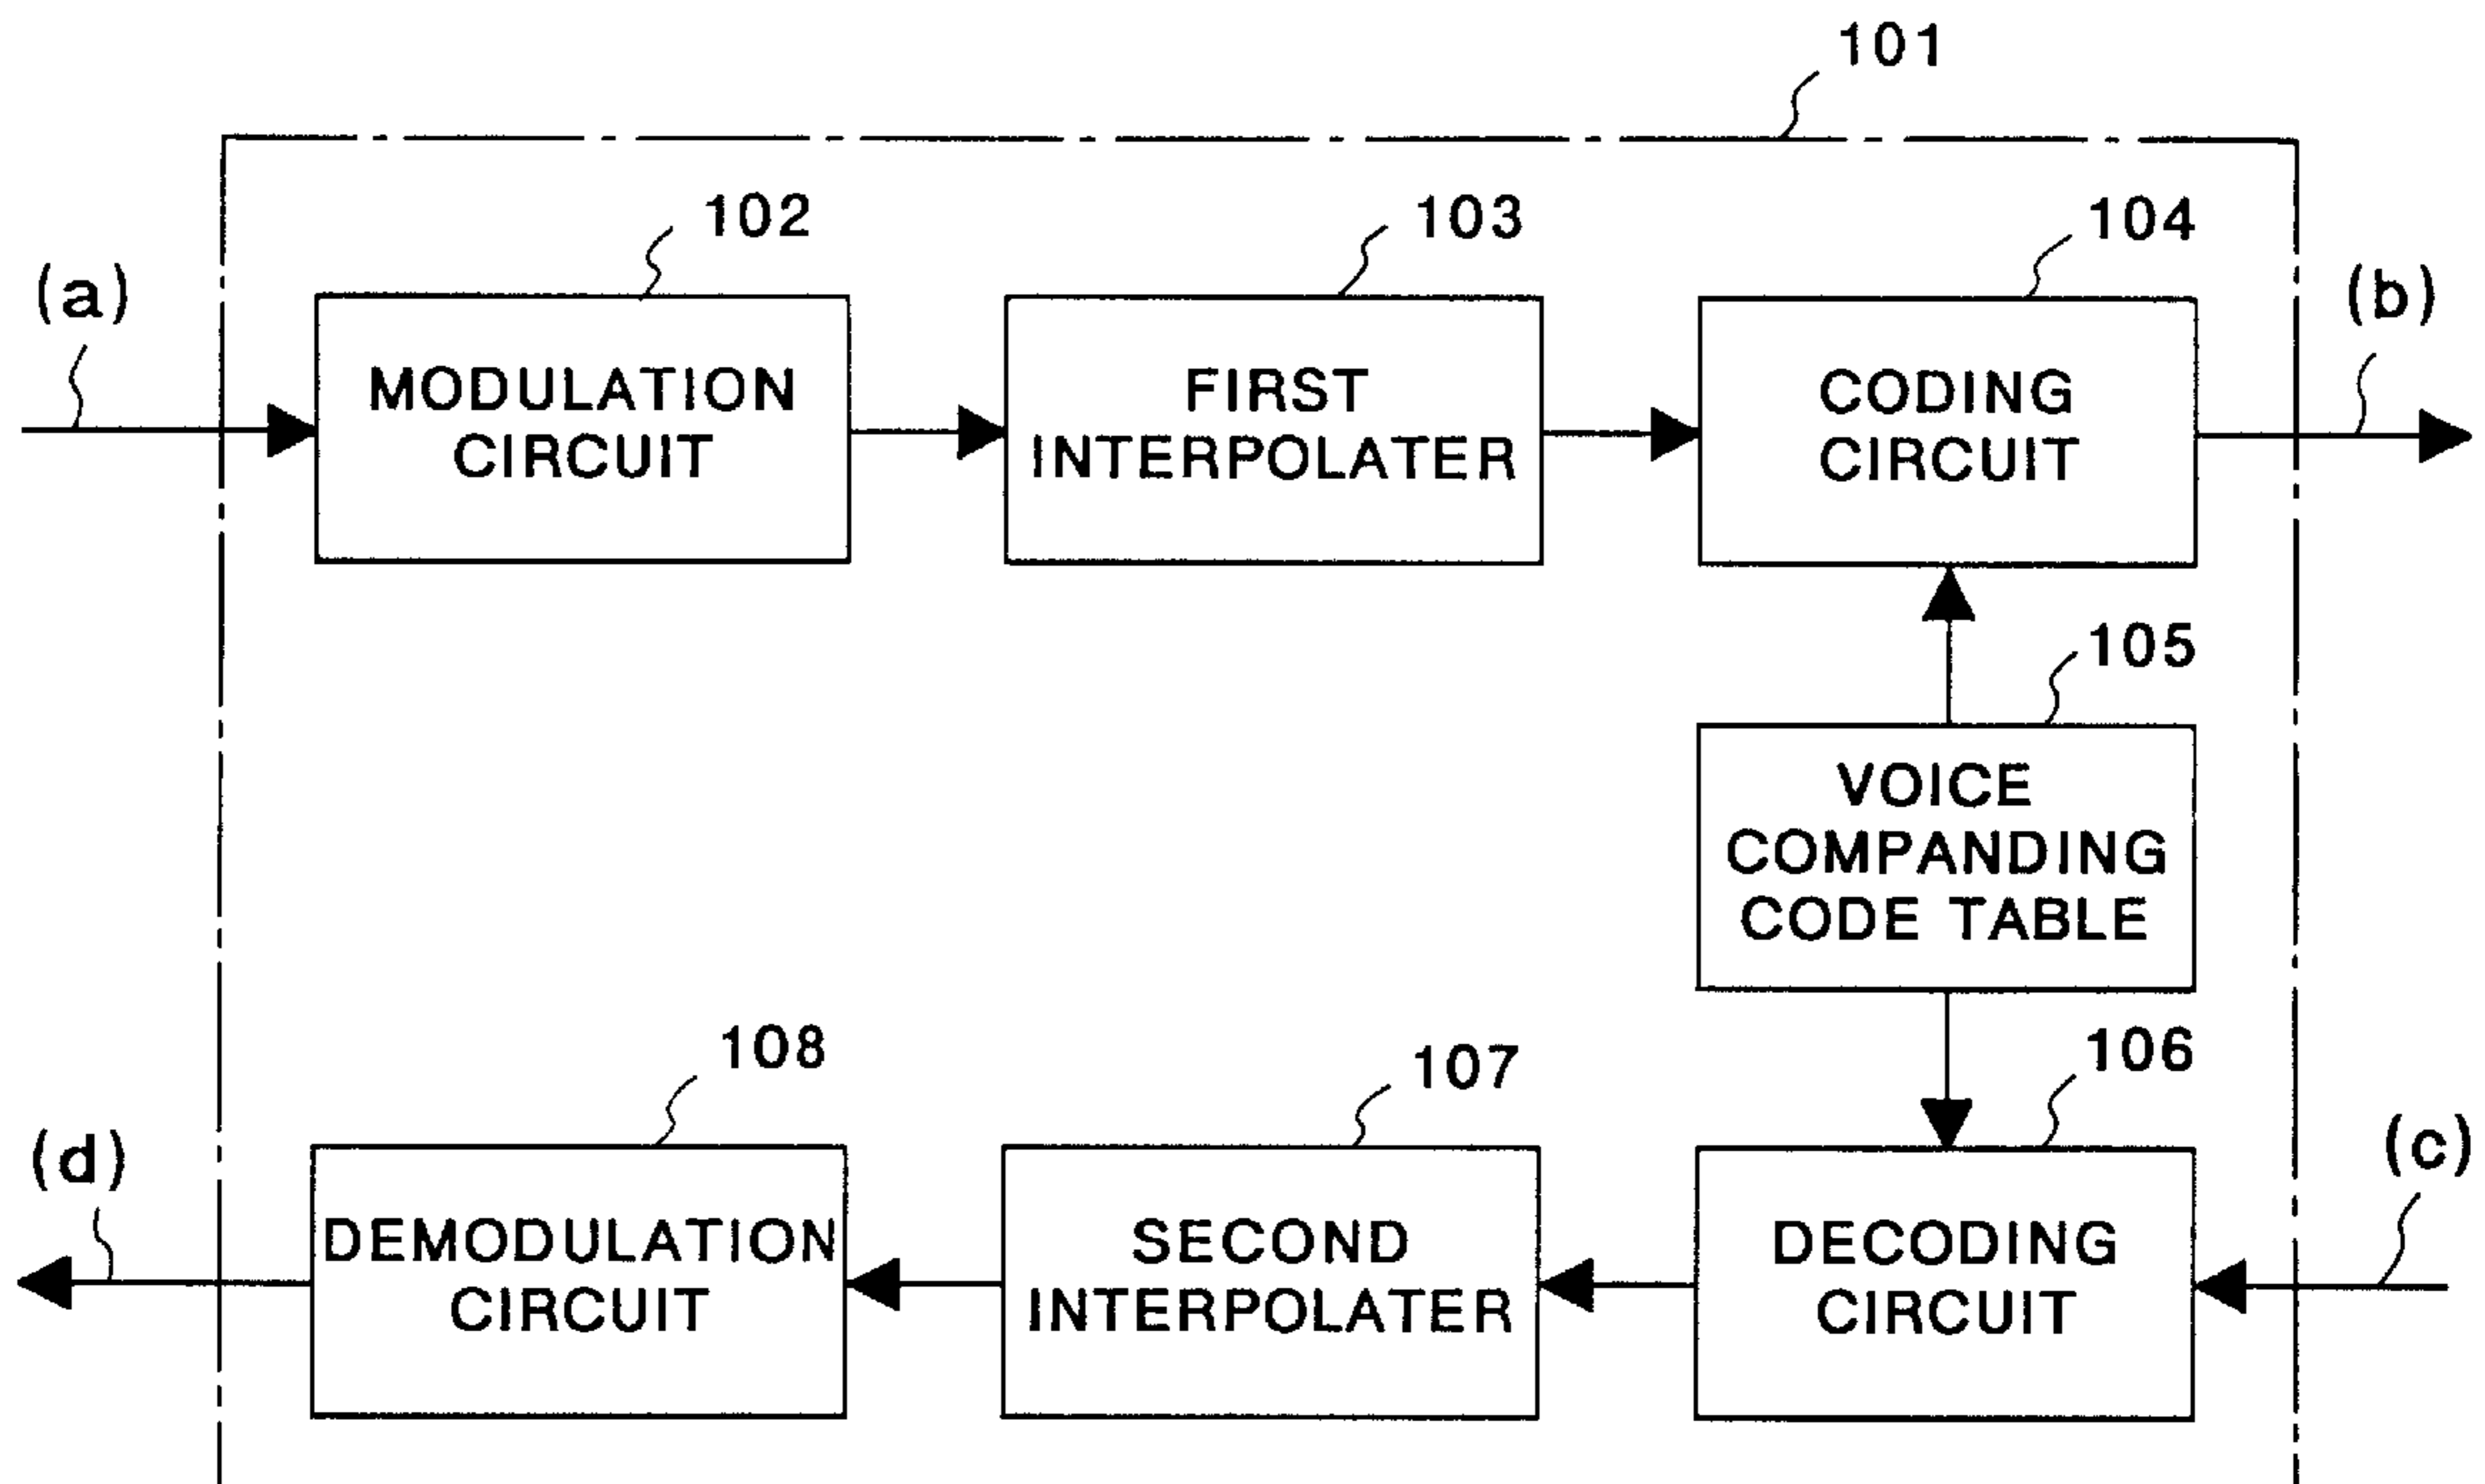 101
102
103
104
(a)
(b)
MODULATION
CIRCUIT
FIRST
INTERPOLATER
CODING
CIRCUIT
105
VOICE
COMPANDING
CODE TABLE
108
107
106
(d)
(c)
DEMODULATION
CIRCUIT
SECOND
INTERPOLATER
DECODING
CIRCUIT